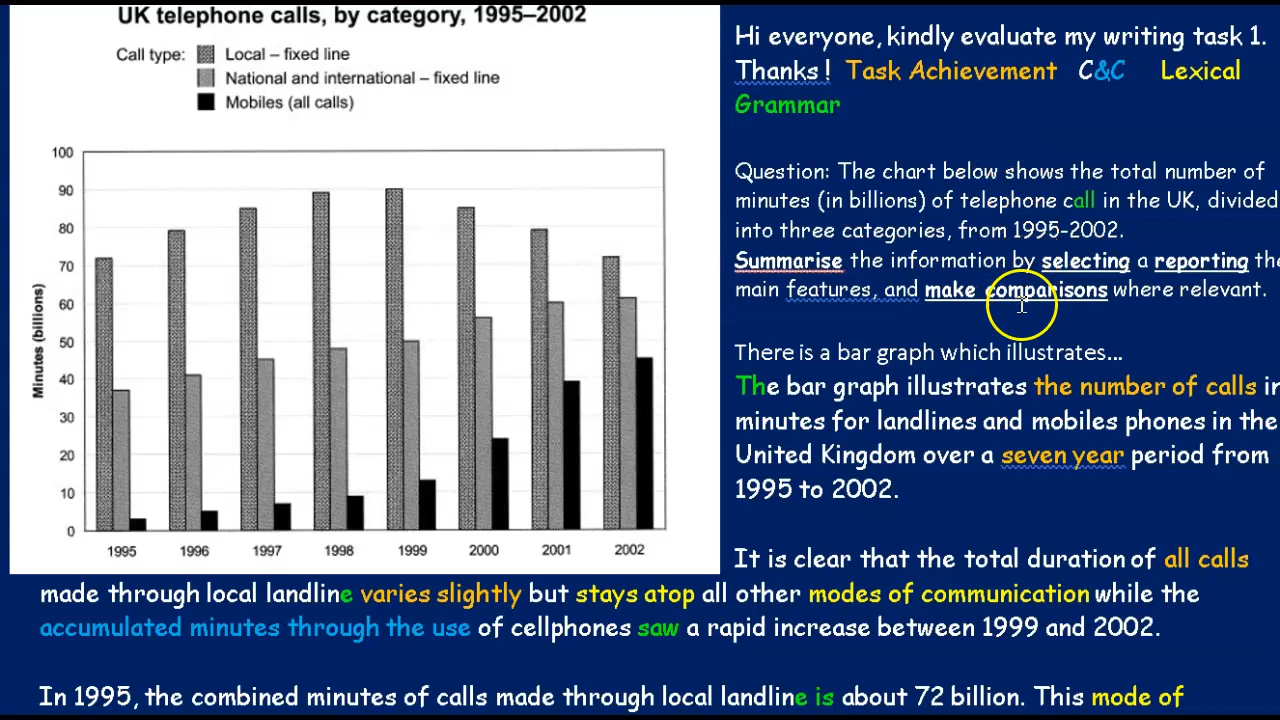 UK telephone calls, by category, 1995–2002
Call type:
Local – fixed line
National and international – fixed line
Mobiles (all calls)
Minutes (billions)
100
90
80
70
60
50
40
30
20
10
0
1995 1996 1997 1998 1999 2000 2001 2002
Hi everyone, kindly evaluate my writing task 1.
Thanks! Task Achievement C&C Lexical
Grammar
Question: The chart below shows the total number of
minutes (in billions) of telephone call in the UK, divided
into three categories, from 1995-2002.
Summarise the information by selecting a reporting the
main features, and make comparisons where relevant.
There is a bar graph which illustrates...
The bar graph illustrates the number of calls in
minutes for landlines and mobiles phones in the
United Kingdom over a seven year period from
1995 to 2002.
It is clear that the total duration of all calls
made through local landline varies slightly but stays atop all other modes of communication while the
accumulated minutes through the use of cellphones saw a rapid increase between 1999 and 2002.
In 1995, the combined minutes of calls made through local landline is about 72 billion. This mode of